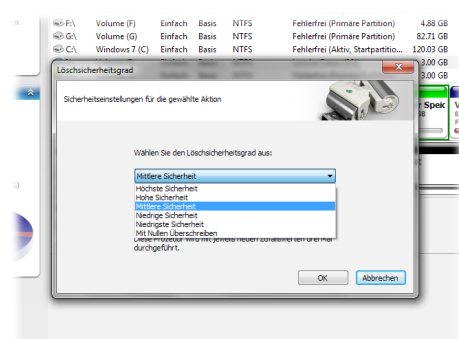 F:\ Volume (F) Einfach Basis NTFS Fehlerfrei (Primäre Partition) 4.88 GB
G:\ Volume (G) Einfach Basis NTFS Fehlerfrei (Primäre Partition) 82.71 GB
C:\ Windows 7 (C) Einfach Basis NTFS Fehlerfrei (Aktiv, Startpartitio... 120.03 GB
3.00 GB
Löschsicherheitsgrad
3.00 GB
Sicherheitseinstellungen für die gewählte Aktion
r Speic
Wählen Sie den Löschsicherheitsgrad aus:
Mittlere Sicherheit
Höchste Sicherheit
Hohe Sicherheit
Mittlere Sicherheit
Niedrige Sicherheit
Niedrigste Sicherheit
Mit Nullen Überschreiben
Diese Prozedur wird mit jeweils neuen Zufallswerten drei Mal
durchgeführt.
OK Abbrechen